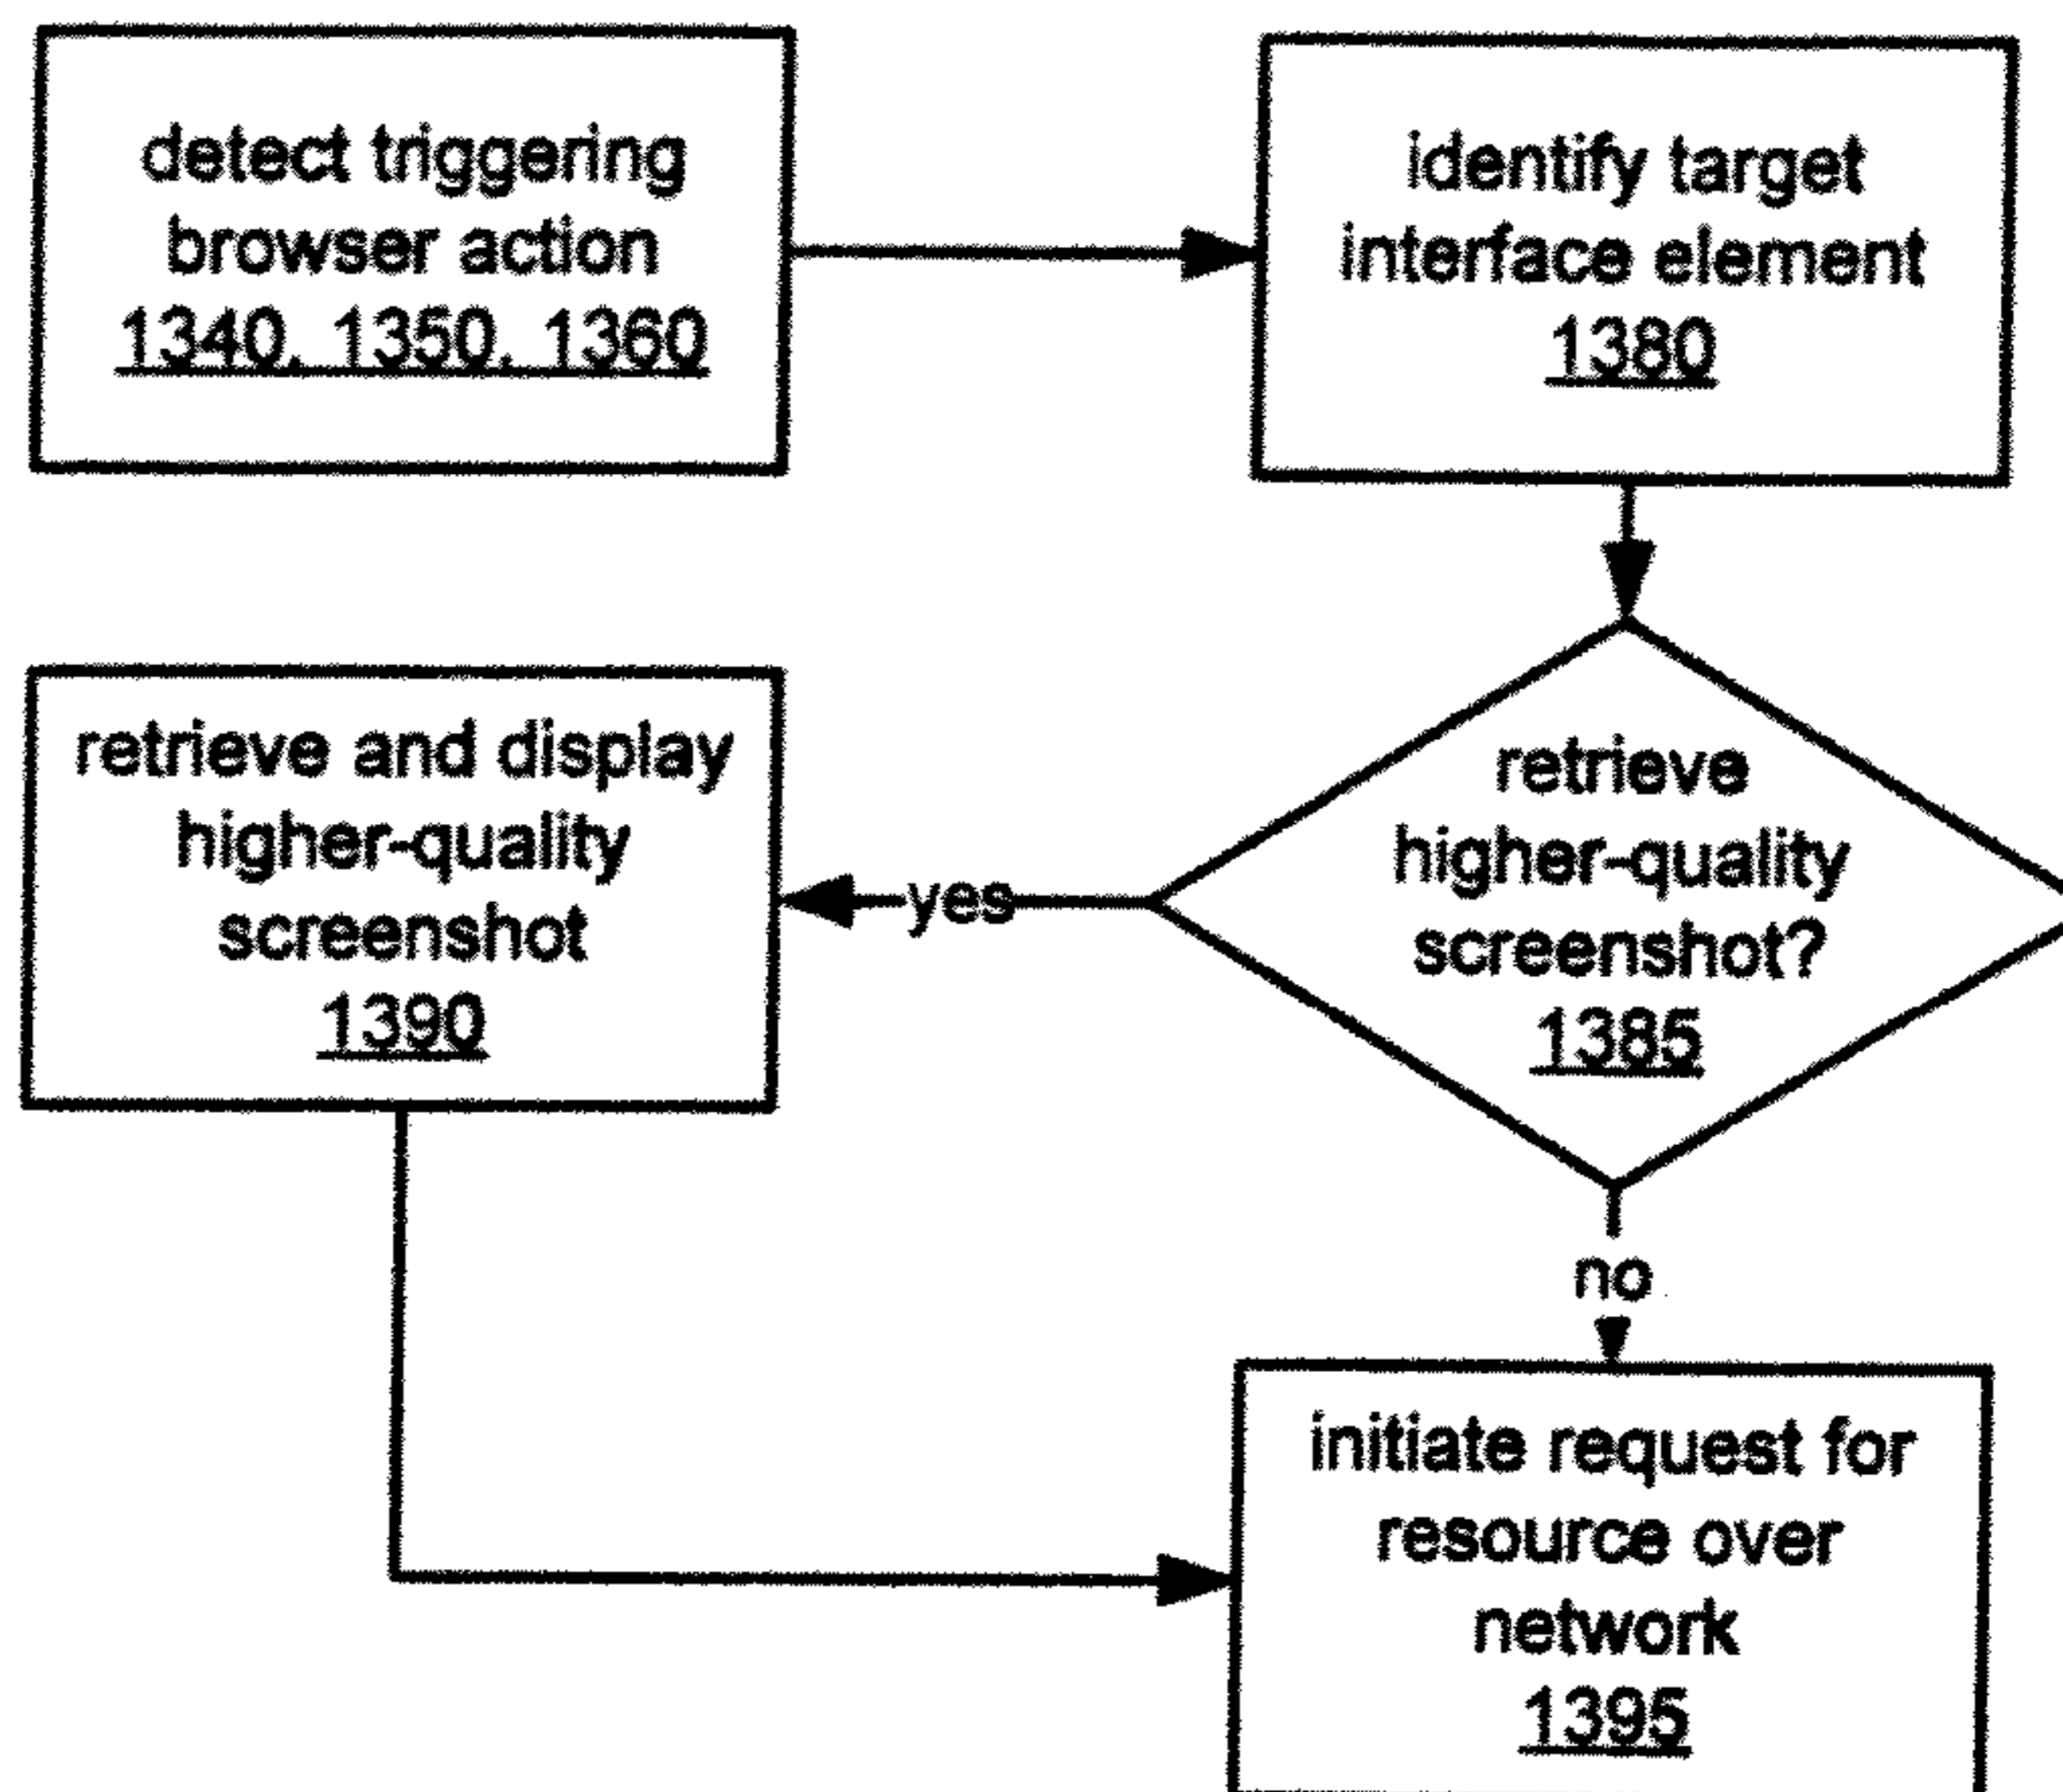 detect triggering
browser action
1340, 1350, 1360
identify target
interface element
1380
retrieve
higher-quality
screenshot?
1385
yes
retrieve and display
higher-quality
screenshot
1390
no
initiate request for
resource over
network
1395